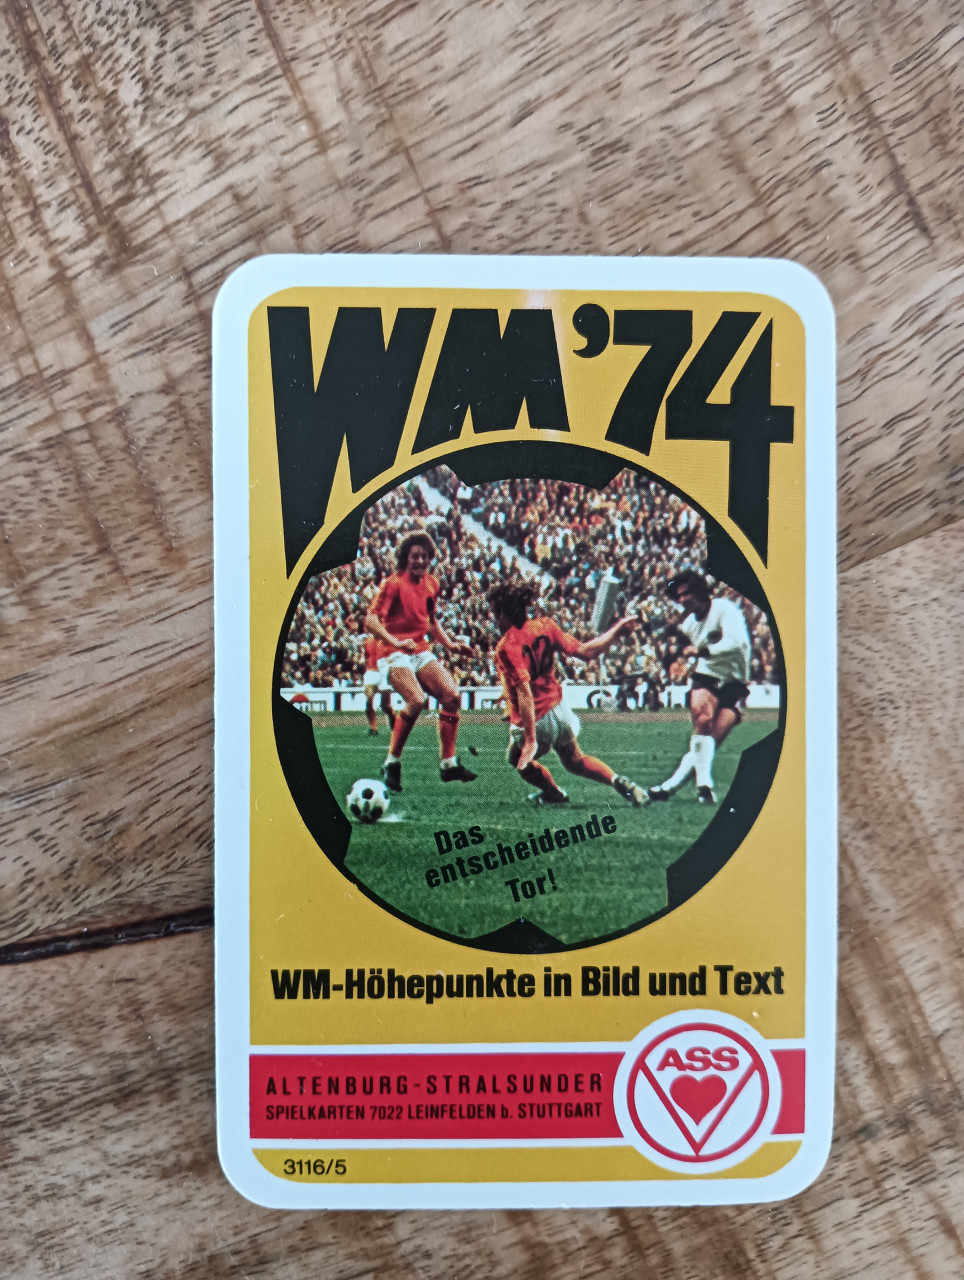 WM'74
12
Das
entscheidende
Tor!
WM-Höhepunkte in Bild und Text
ASS
ALTENBURG-STRALSUNDER
SPIELKARTEN 7022 LEINFELDEN b. STUTTGART
3116/5